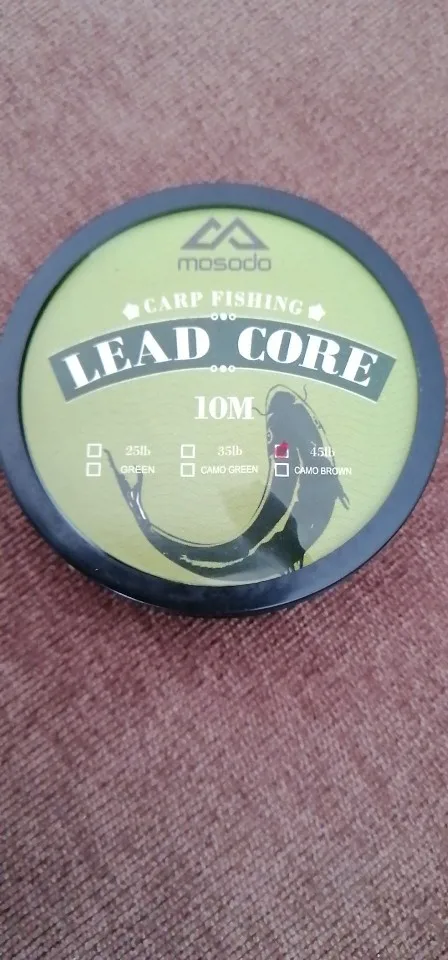 mosodo
CARP FISHING
LEAD CORE
10M
25lb 35lb 45lb
GREEN CAMO GREEN CAMO BROWN